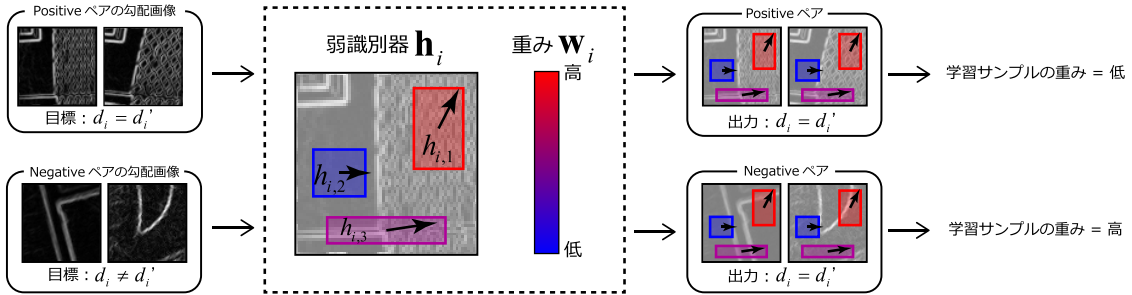 Positive ペアの勾配画像
目標：d_i = d_i'
Negative ペアの勾配画像
目標：d_i ≠ d_i'
弱識別器 h_i
重み w_i
高
低
h_{i,1}
h_{i,2}
h_{i,3}
Positive ペア
出力：d_i = d_i'
学習サンプルの重み = 低
Negative ペア
出力：d_i = d_i'
学習サンプルの重み = 高